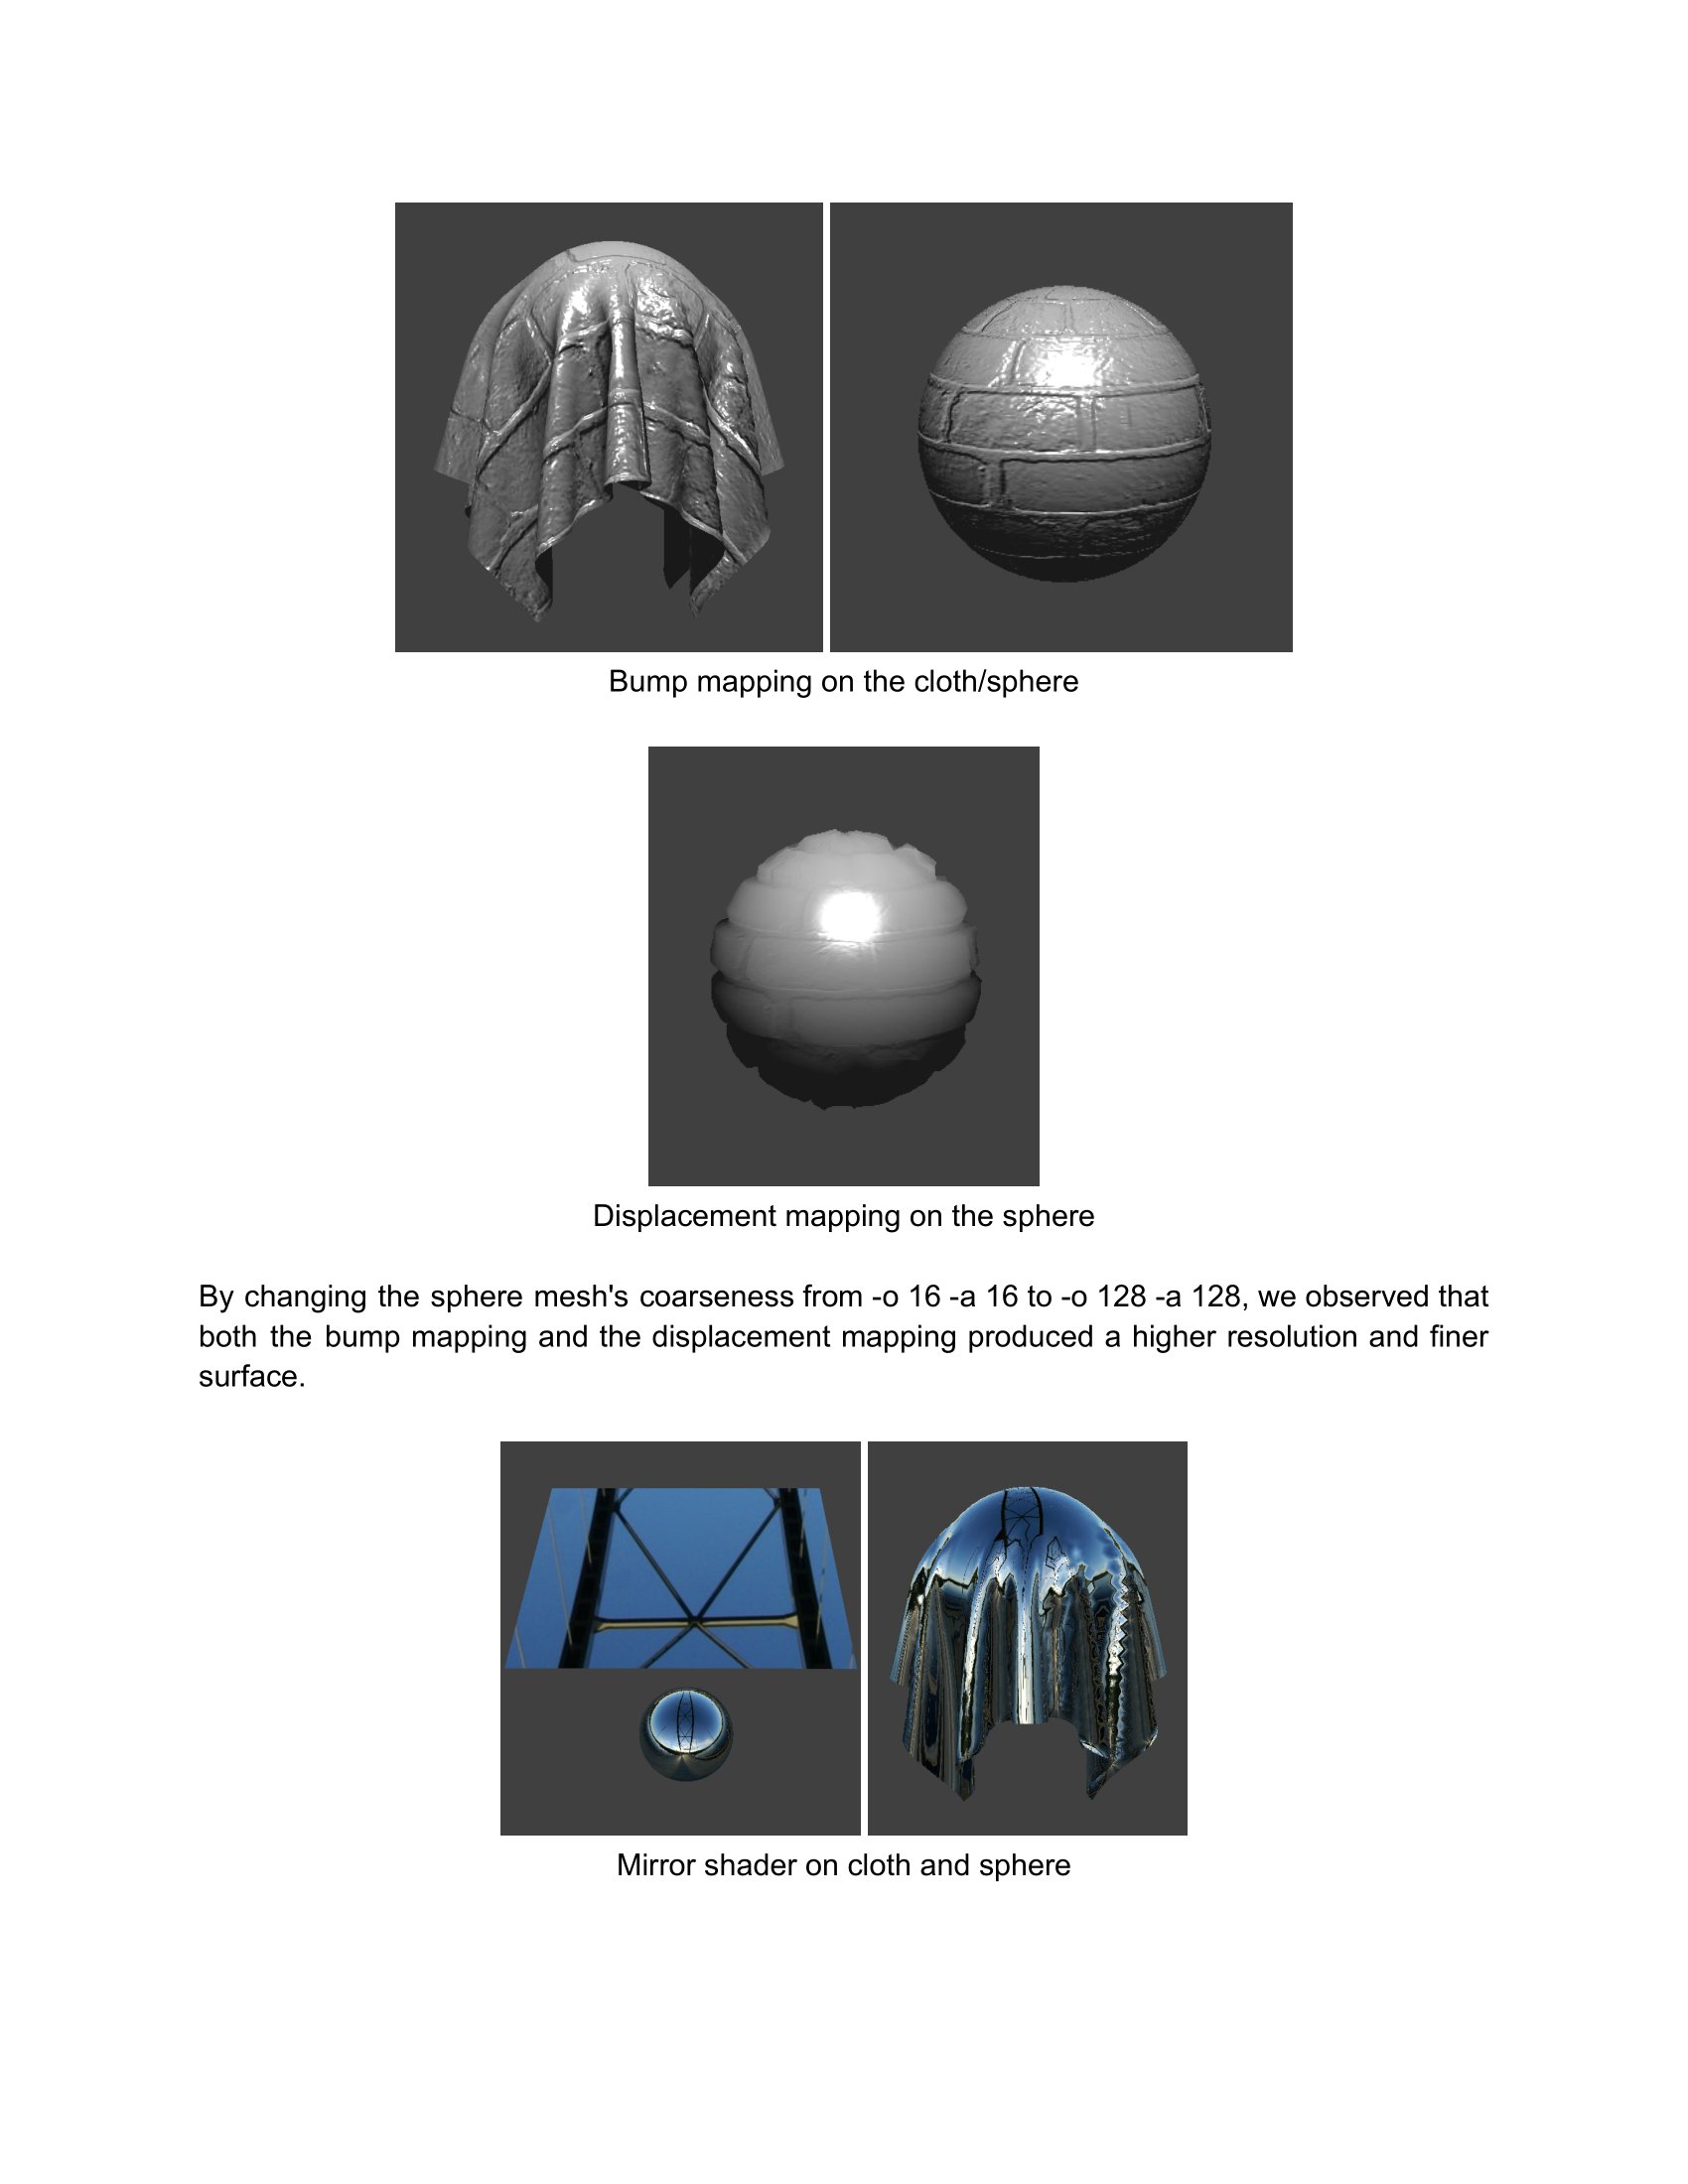 Bump mapping on the cloth/sphere
Displacement mapping on the sphere
By changing the sphere mesh's coarseness from -o 16 -a 16 to -o 128 -a 128, we observed that
both the bump mapping and the displacement mapping produced a higher resolution and finer
surface.
Mirror shader on cloth and sphere